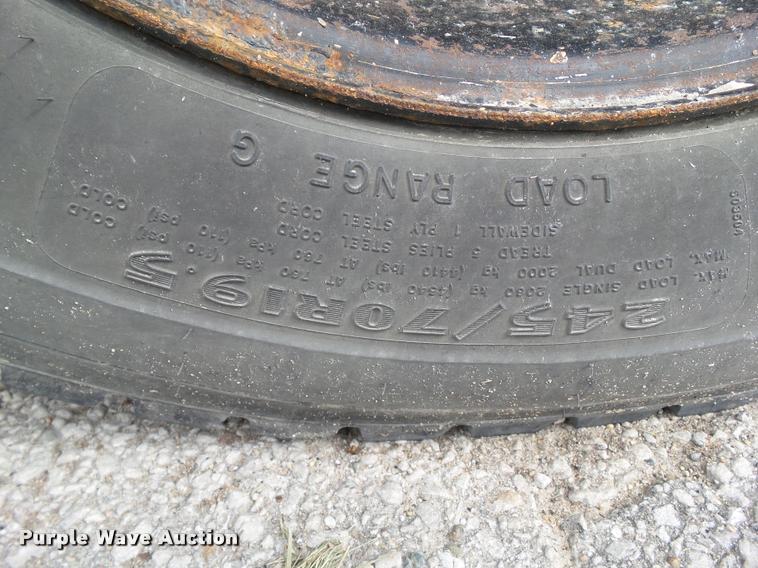 245/70R19.5
MAX. LOAD SINGLE 2060 kg (4540 lbs) AT 760 kPa (110 psi) COLD
MAX. LOAD DUAL 2000 kg (4410 lbs) AT 760 kPa (110 psi) COLD
TREAD 5 PLIES STEEL CORD
SIDEWALL 1 PLY STEEL CORD
LOAD RANGE G
G
503504
Purple Wave Auction